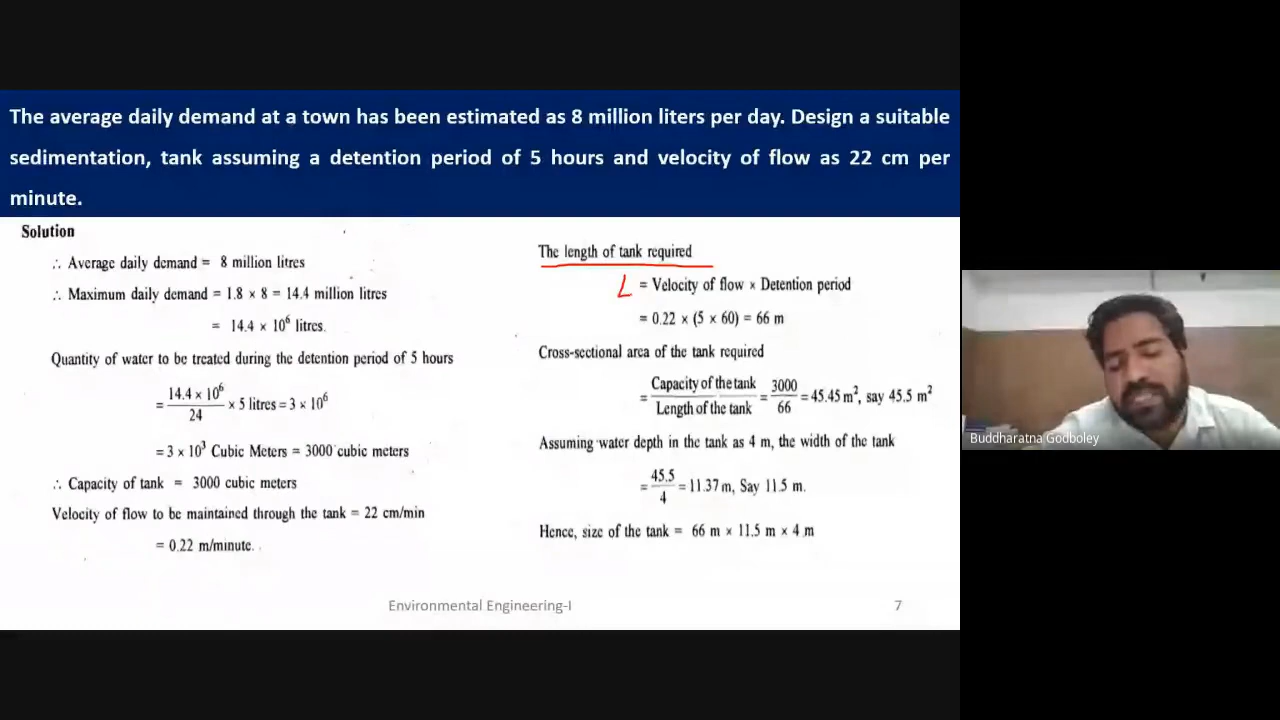 The average daily demand at a town has been estimated as 8 million liters per day. Design a suitable
sedimentation, tank assuming a detention period of 5 hours and velocity of flow as 22 cm per
minute.
Solution
∴ Average daily demand = 8 million litres
∴ Maximum daily demand = 1.8 × 8 = 14.4 million litres
= 14.4 × 10⁶ litres.
Quantity of water to be treated during the detention period of 5 hours
= 14.4 × 10⁶ / 24 × 5 litres = 3 × 10⁶
= 3 × 10³ Cubic Meters = 3000 cubic meters
∴ Capacity of tank = 3000 cubic meters
Velocity of flow to be maintained through the tank = 22 cm/min
= 0.22 m/minute.
The length of tank required
L = Velocity of flow × Detention period
= 0.22 × (5 × 60) = 66 m
Cross-sectional area of the tank required
= Capacity of the tank / Length of the tank = 3000 / 66 = 45.45 m², say 45.5 m²
Assuming water depth in the tank as 4 m, the width of the tank
= 45.5 / 4 = 11.37 m, Say 11.5 m.
Hence, size of the tank = 66 m × 11.5 m × 4 m
Environmental Engineering-I
7
Buddharatna Godboley